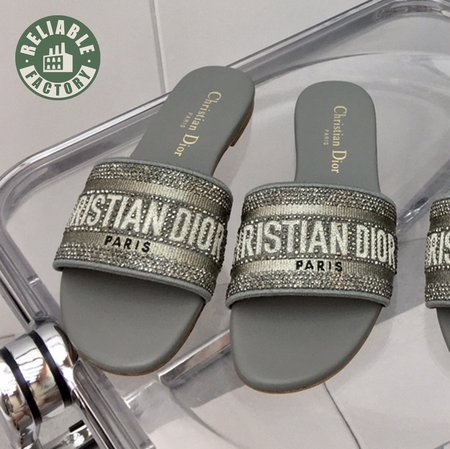 RELIABLE
FACTORY
Christian Dior
PARIS
Christian Dior
PARIS
RISTIAN DIOR
PARIS
RISTIAN DIOR
PARIS